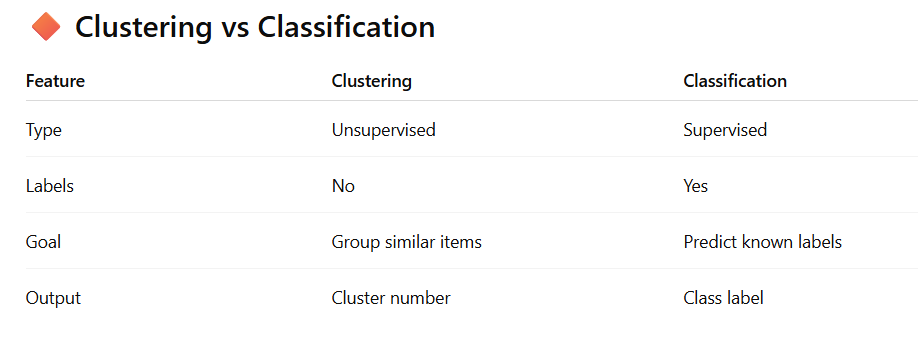 Clustering vs Classification
Feature Clustering Classification
Type Unsupervised Supervised
Labels No Yes
Goal Group similar items Predict known labels
Output Cluster number Class label